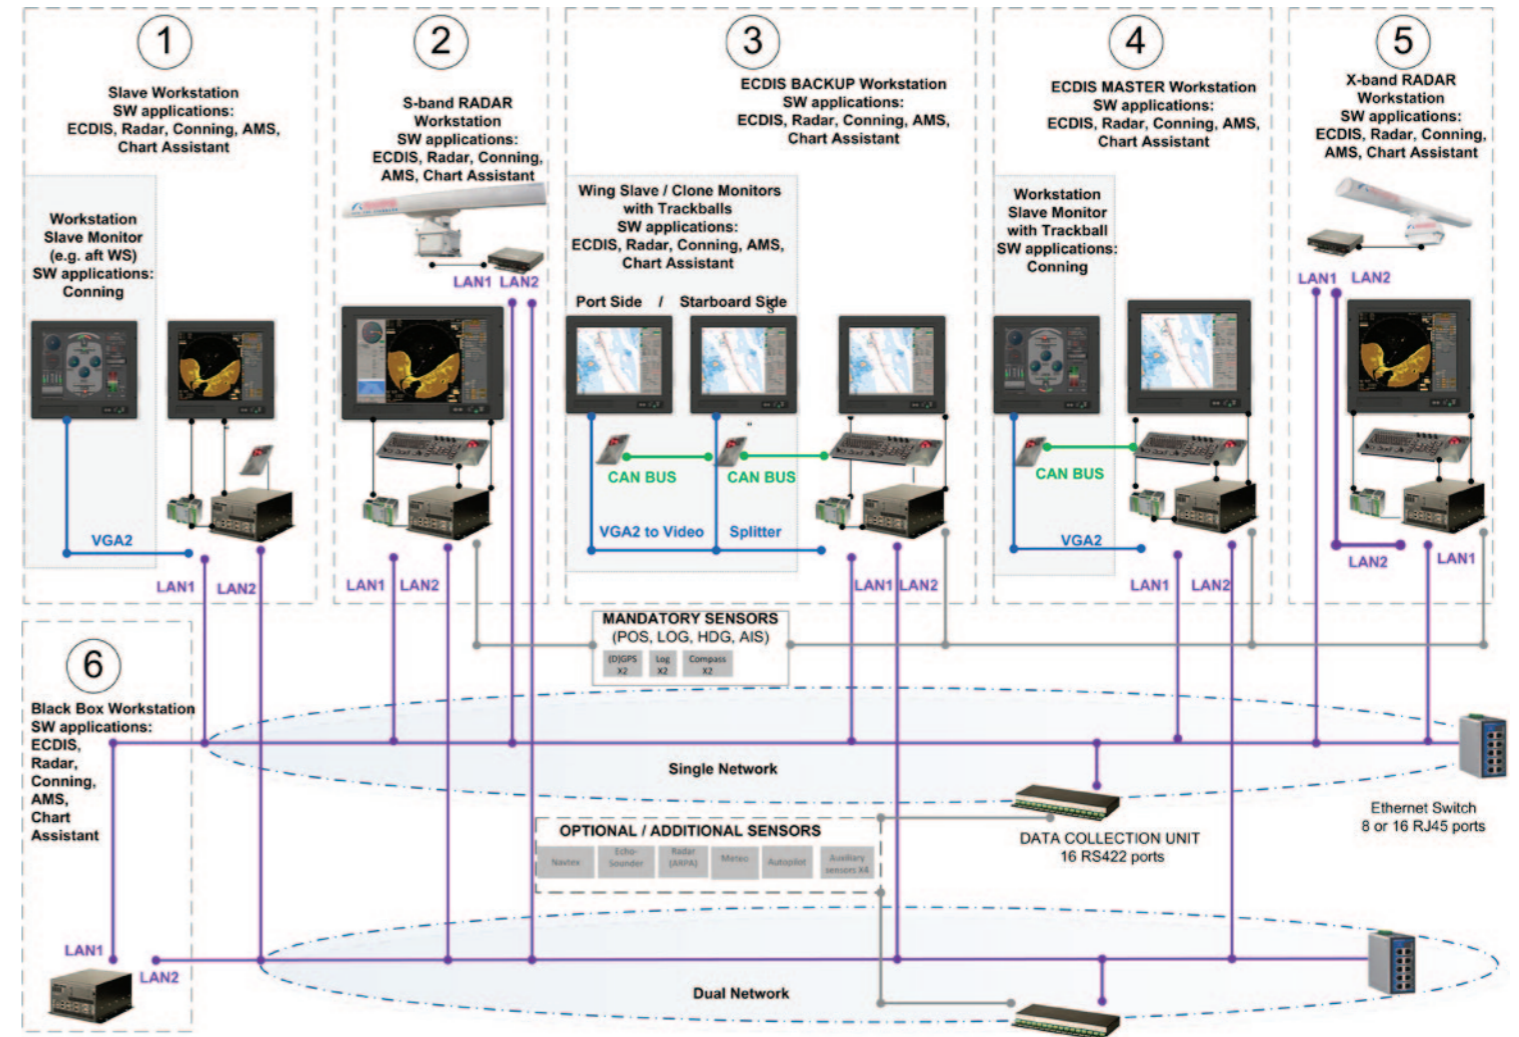 1
Slave Workstation
SW applications:
ECDIS, Radar, Conning, AMS,
Chart Assistant
Workstation
Slave Monitor
(e.g. aft WS)
SW applications:
Conning
VGA2
LAN1
LAN2
2
S-band RADAR
Workstation
SW applications:
ECDIS, Radar, Conning,
AMS, Chart Assistant
LAN1 LAN2
LAN1 LAN2
3
ECDIS BACKUP Workstation
SW applications:
ECDIS, Radar, Conning, AMS,
Chart Assistant
Wing Slave / Clone Monitors
with Trackballs
SW applications:
ECDIS, Radar, Conning, AMS,
Chart Assistant
Port Side / Starboard Side
S
CAN BUS
CAN BUS
VGA2 to Video Splitter
LAN1 LAN2
4
ECDIS MASTER Workstation
SW applications:
ECDIS, Radar, Conning, AMS,
Chart Assistant
Workstation
Slave Monitor
with Trackball
SW applications:
Conning
CAN BUS
VGA2
LAN1 LAN2
5
X-band RADAR
Workstation
SW applications:
ECDIS, Radar, Conning,
AMS, Chart Assistant
LAN1 LAN2
LAN2
LAN1
MANDATORY SENSORS
(POS, LOG, HDG, AIS)
(D)GPS
X2
Log
X2
Compass
X2
6
Black Box Workstation
SW applications:
ECDIS,
Radar,
Conning,
AMS,
Chart
Assistant
LAN1
LAN2
Single Network
Ethernet Switch
8 or 16 RJ45 ports
DATA COLLECTION UNIT
16 RS422 ports
OPTIONAL / ADDITIONAL SENSORS
Navtex
Echo-
Sounder
Radar
(ARPA)
Meteo
Autopilot
Auxiliary
sensors X4
Dual Network